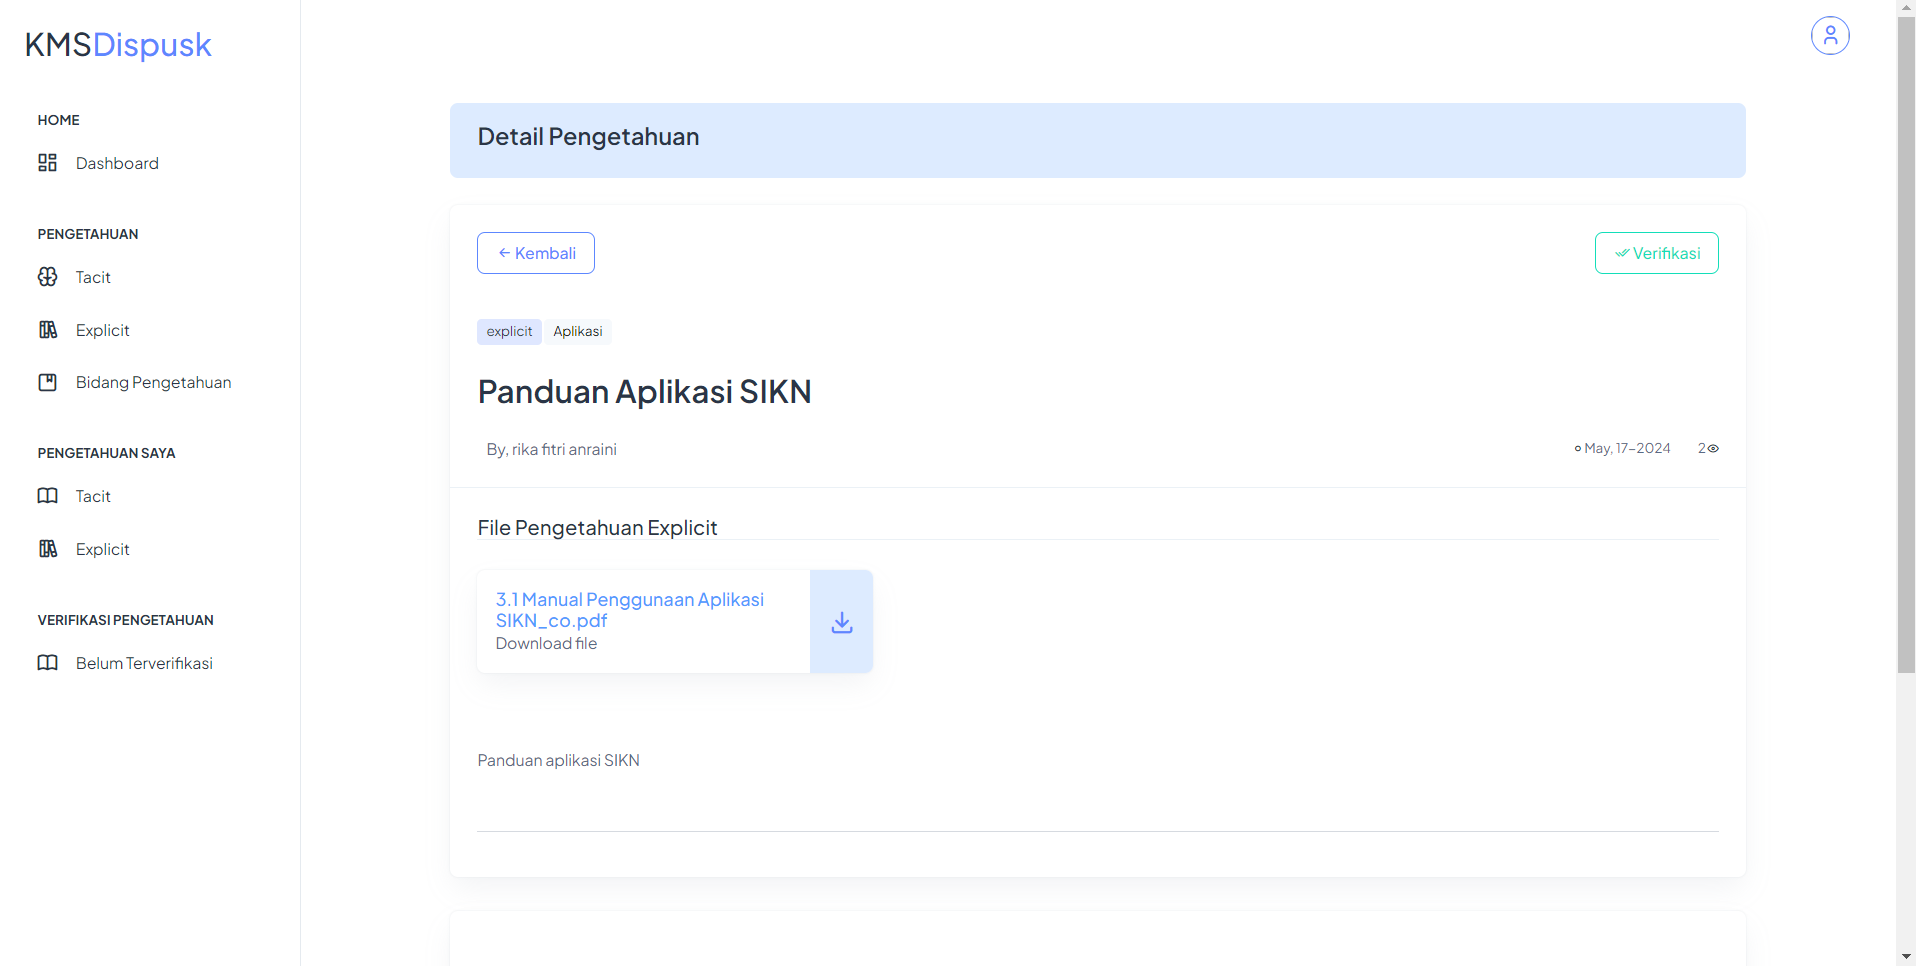 KMSDispusk
HOME
Dashboard
PENGETAHUAN
Tacit
Explicit
Bidang Pengetahuan
PENGETAHUAN SAYA
Tacit
Explicit
VERIFIKASI PENGETAHUAN
Belum Terverifikasi
Detail Pengetahuan
Kembali
Verifikasi
explicit Aplikasi
Panduan Aplikasi SIKN
By, rika fitri anraini
May, 17-2024 2
File Pengetahuan Explicit
3.1 Manual Penggunaan Aplikasi
SIKN_co.pdf
Download file
Panduan aplikasi SIKN